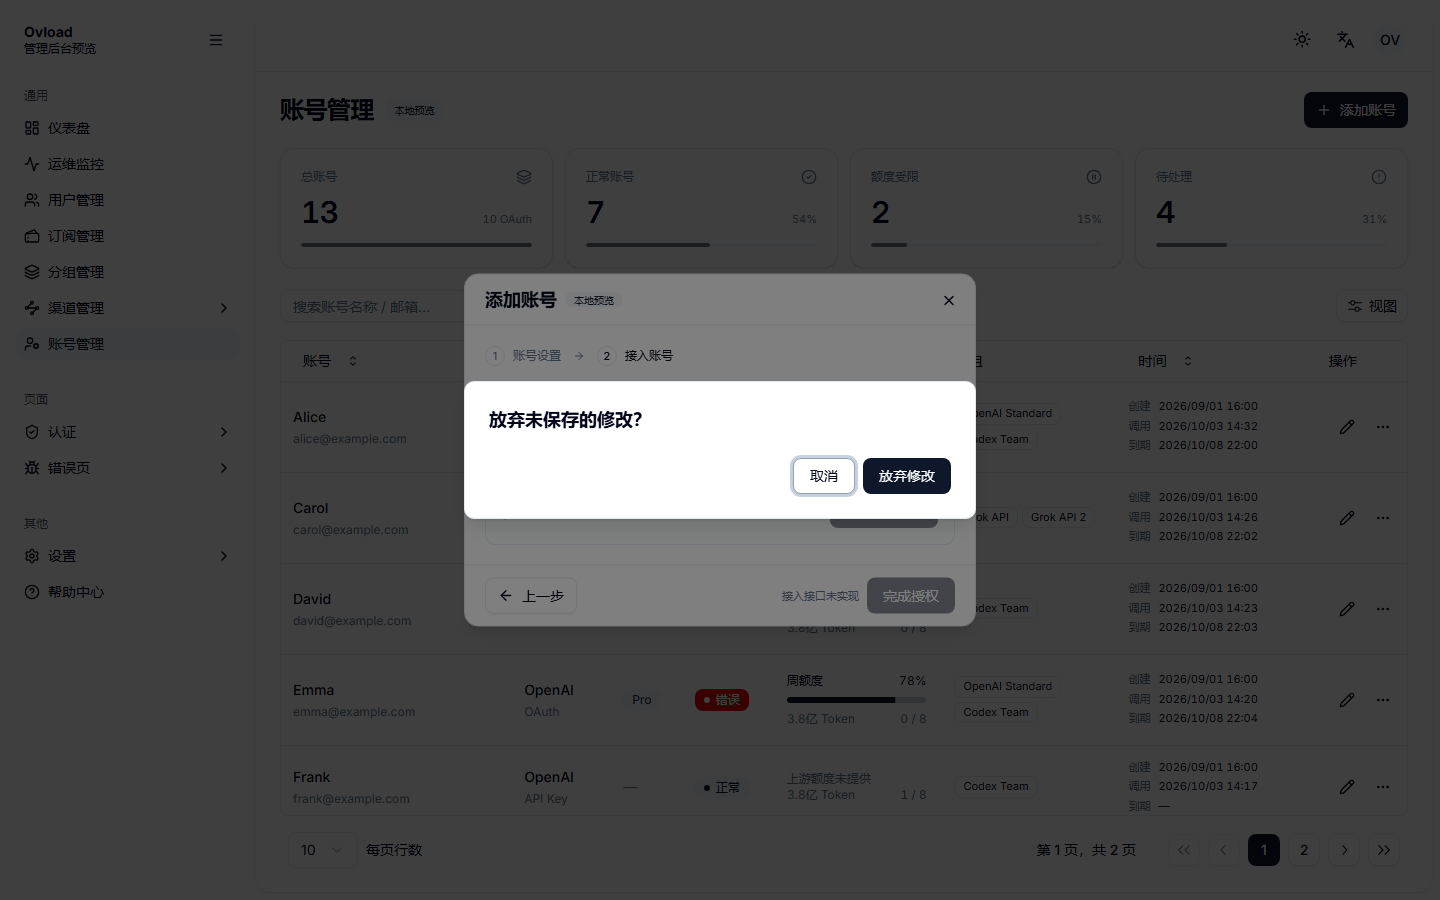 Ovload
管理后台预览
通用
仪表盘
运维监控
用户管理
订阅管理
分组管理
渠道管理
账号管理
页面
认证
错误页
其他
设置
帮助中心
OV
账号管理 本地预览
添加账号
总账号
13
10 OAuth
正常账号
7
54%
额度受限
2
15%
待处理
4
31%
搜索账号名称 / 邮箱...
视图
账号
时间
操作
Alice
alice@example.com
创建 2026/09/01 16:00
调用 2026/10/03 14:32
到期 2026/10/08 22:00
Carol
carol@example.com
Grok API 2
创建 2026/09/01 16:00
调用 2026/10/03 14:26
到期 2026/10/08 22:02
David
david@example.com
3.8亿 Token 0 / 8
创建 2026/09/01 16:00
调用 2026/10/03 14:23
到期 2026/10/08 22:03
Emma
emma@example.com
OpenAI
OAuth
Pro
错误
周额度 78%
3.8亿 Token 0 / 8
OpenAI Standard
Codex Team
创建 2026/09/01 16:00
调用 2026/10/03 14:20
到期 2026/10/08 22:04
Frank
frank@example.com
OpenAI
API Key
—
正常
上游额度未提供
3.8亿 Token 1 / 8
Codex Team
创建 2026/09/01 16:00
调用 2026/10/03 14:17
到期 —
10 每页行数
第 1 页，共 2 页
1
2
添加账号 本地预览
1 账号设置 → 2 接入账号
放弃未保存的修改?
取消
放弃修改
上一步
接入接口未实现
完成授权